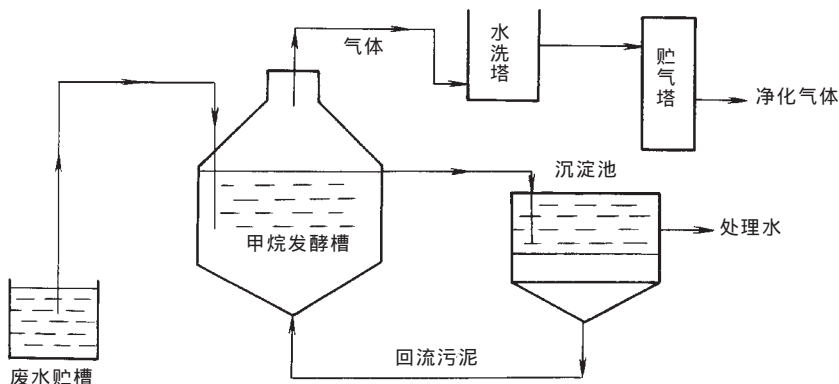 气体
水洗塔
贮气塔
净化气体
沉淀池
处理水
甲烷发酵槽
回流污泥
废水贮槽